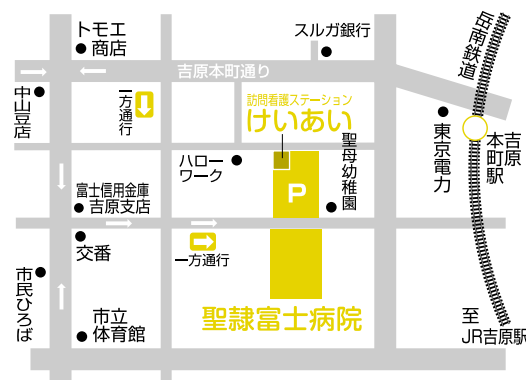 トモエ
商店
スルガ銀行
岳南鉄道
吉原本町通り
中山豆店
一方通行
訪問看護ステーション
けいあい
聖母幼稚園
東京電力
吉原
本町駅
ハロー
ワーク
P
富士信用金庫
吉原支店
交番
一方通行
市民ひろば
市立
体育館
聖隷富士病院
至
JR吉原駅